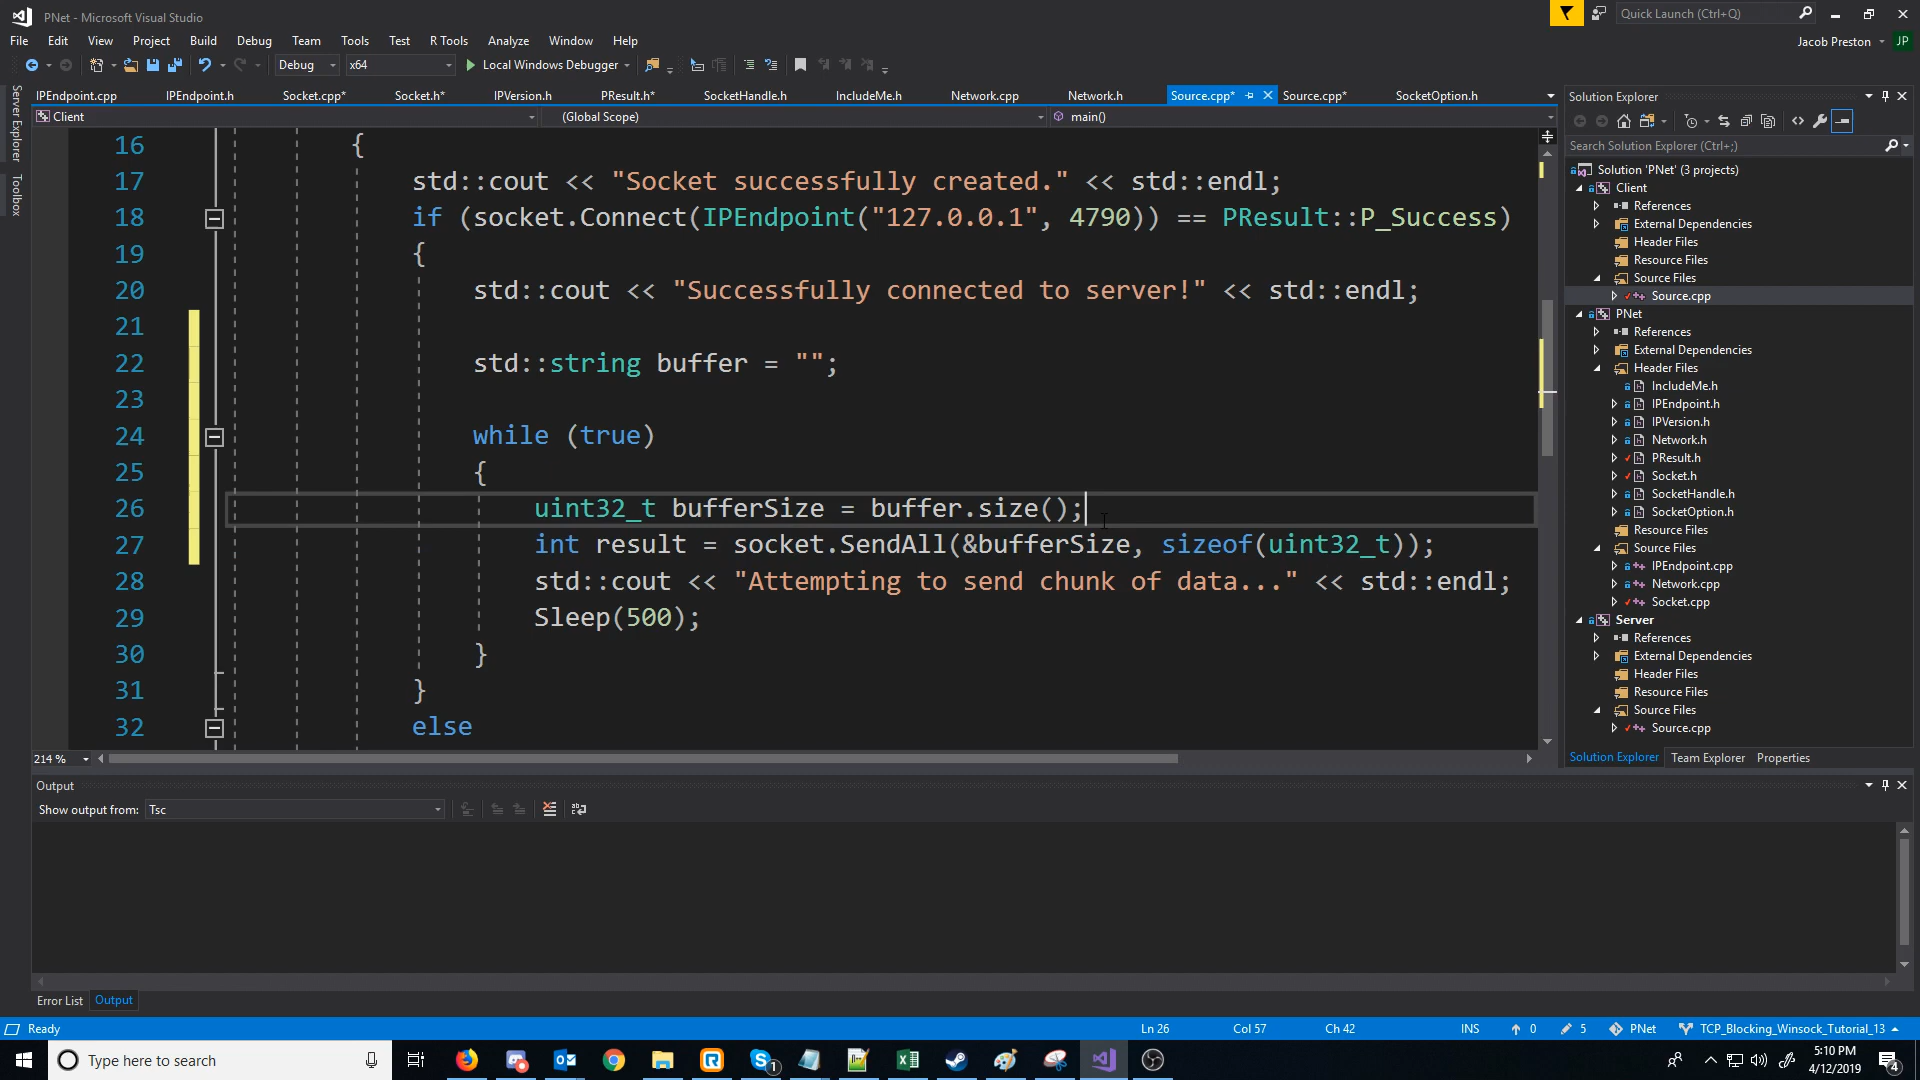 PNet - Microsoft Visual Studio
Quick Launch (Ctrl+Q)
File Edit View Project Build Debug Team Tools Test R Tools Analyze Window Help
Jacob Preston JP
Debug x64 Local Windows Debugger
IPEndpoint.cpp IPEndpoint.h Socket.cpp* Socket.h* IPVersion.h PResult.h* SocketHandle.h IncludeMe.h Network.cpp Network.h Source.cpp* Source.cpp* SocketOption.h
Client (Global Scope) main()
Server Explorer
Toolbox
16 {
17 std::cout << "Socket successfully created." << std::endl;
18 if (socket.Connect(IPEndpoint("127.0.0.1", 4790)) == PResult::P_Success)
19 {
20 std::cout << "Successfully connected to server!" << std::endl;
21
22 std::string buffer = "";
23
24 while (true)
25 {
26 uint32_t bufferSize = buffer.size();
27 int result = socket.SendAll(&bufferSize, sizeof(uint32_t));
28 std::cout << "Attempting to send chunk of data..." << std::endl;
29 Sleep(500);
30 }
31 }
32 else
214 %
Solution Explorer
Search Solution Explorer (Ctrl+;)
Solution 'PNet' (3 projects)
Client
References
External Dependencies
Header Files
Resource Files
Source Files
Source.cpp
PNet
References
External Dependencies
Header Files
IncludeMe.h
IPEndpoint.h
IPVersion.h
Network.h
PResult.h
Socket.h
SocketHandle.h
SocketOption.h
Resource Files
Source Files
IPEndpoint.cpp
Network.cpp
Socket.cpp
Server
References
External Dependencies
Header Files
Resource Files
Source Files
Source.cpp
Solution Explorer Team Explorer Properties
Output
Show output from: Tsc
Error List Output
Ready Ln 26 Col 57 Ch 42 INS 0 5 PNet TCP_Blocking_Winsock_Tutorial_13
Type here to search
1
5:10 PM
4/12/2019
4